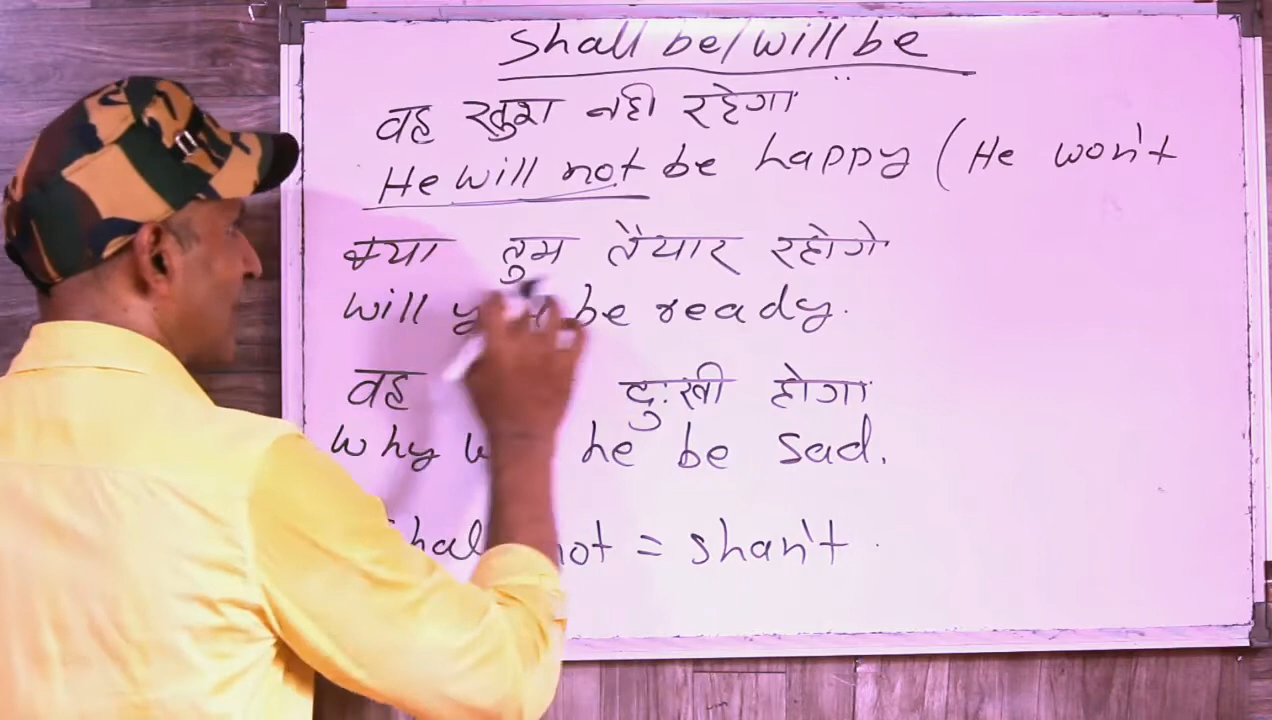 Shall be/will be
वह खुश नही रहेगा
He will not be happy (He won't
क्या तुम तैयार रहोगे
will be ready.
वह दुःखी होगा
Why he be sad.
not = shan't